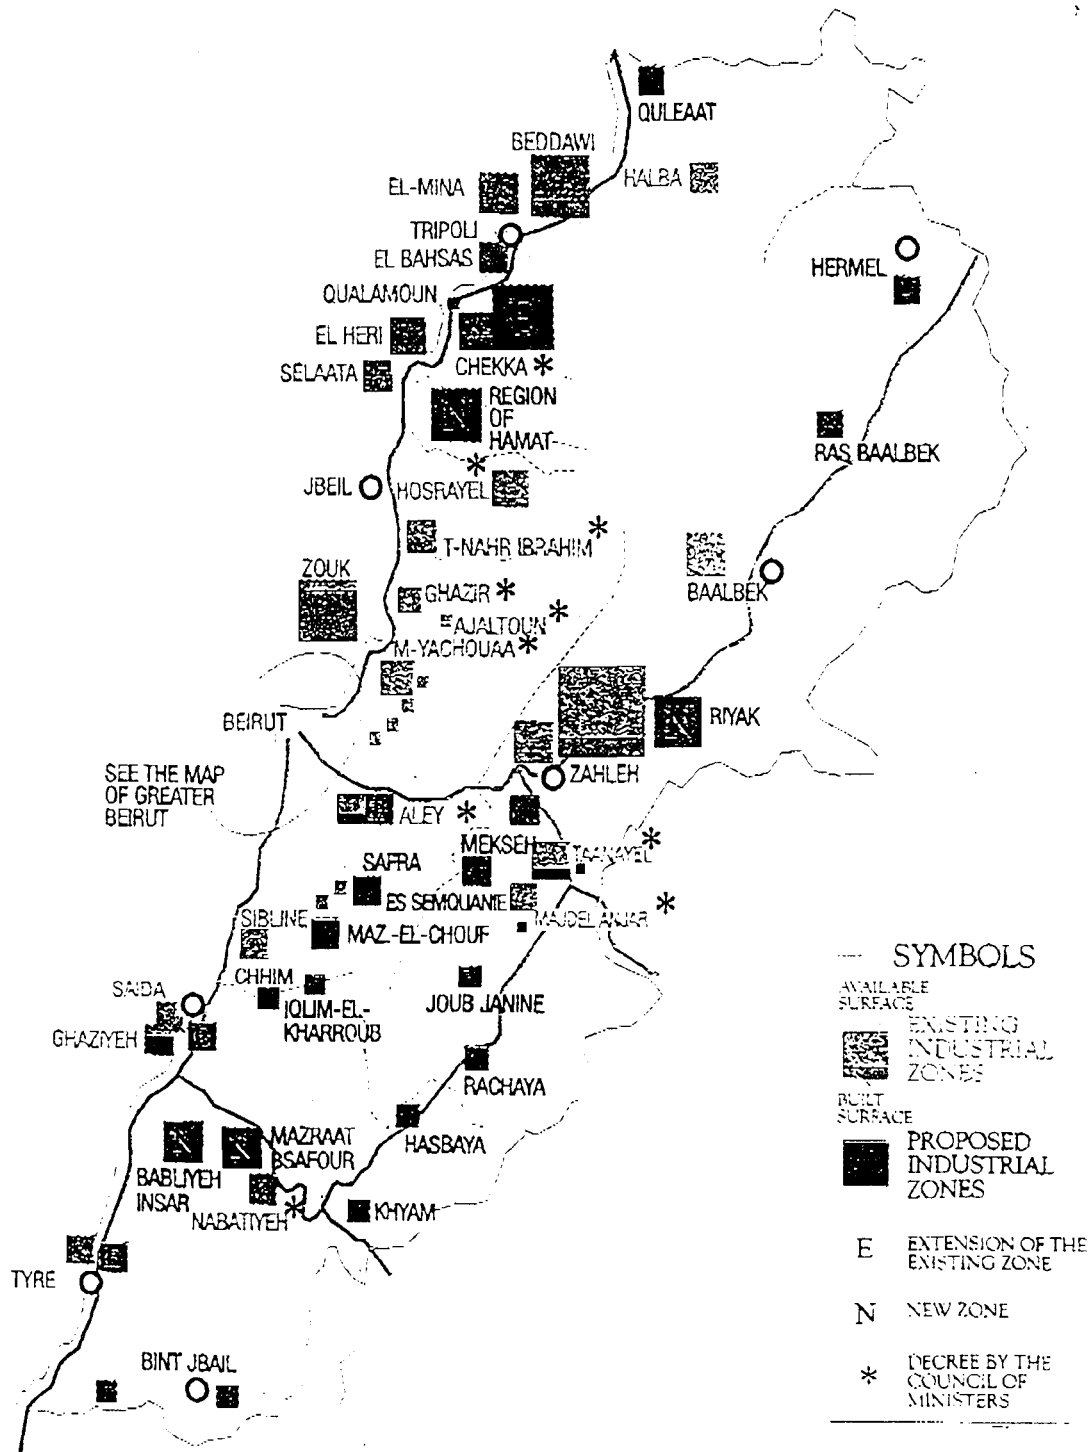 QULEAAT
BEDDAWI
EL-MINA
HALBA
TRIPOLI
EL BAHSAS
HERMEL
QUALAMOUN
EL HERI
CHEKKA *
SELAATA
REGION
OF
HAMAT
RAS BAALBEK
*
JBEIL
HOSRAYEL
T-NAHR IBRAHIM *
ZOUK
BAALBEK
GHAZIR *
AJALTOUN *
M-YACHOUAA *
BEIRUT
N
RIYAK
ZAHLEH
SEE THE MAP
OF GREATER
BEIRUT
ALEY *
MEKSEH
TAANAYEL *
SAFRA
ES SEMOUANIE
MAJDEL ANJAR *
SIBLINE
MAZ.-EL-CHOUF
CHHIM
JOUB JANINE
SAIDA
IQLIM-EL-
KHARROUB
GHAZIYEH
RACHAYA
HASBAYA
N
N
MAZRAAT
BSAFOUR
BABLIYEH
INSAR
NABATIYEH *
KHYAM
TYRE
BINT JBAIL
SYMBOLS
AVAILABLE
SURFACE
EXISTING
INDUSTRIAL
ZONES
BUILT
SURFACE
PROPOSED
INDUSTRIAL
ZONES
E EXTENSION OF THE
EXISTING ZONE
N NEW ZONE
* DECREE BY THE
COUNCIL OF
MINISTERS